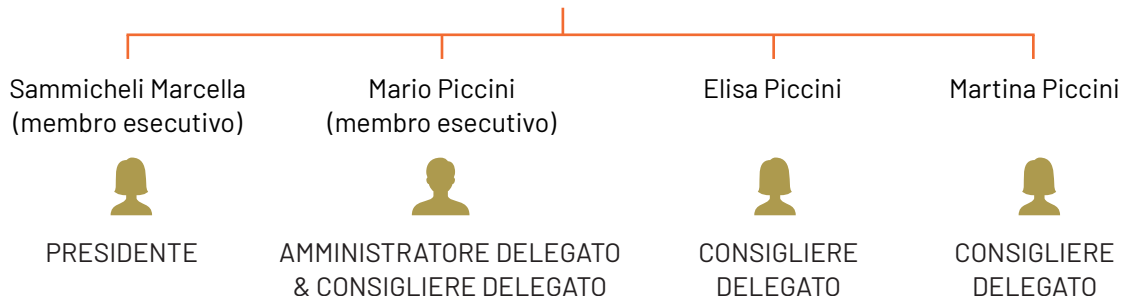 Sammicheli Marcella
(membro esecutivo)
PRESIDENTE
Mario Piccini
(membro esecutivo)
AMMINISTRATORE DELEGATO
& CONSIGLIERE DELEGATO
Elisa Piccini
CONSIGLIERE
DELEGATO
Martina Piccini
CONSIGLIERE
DELEGATO